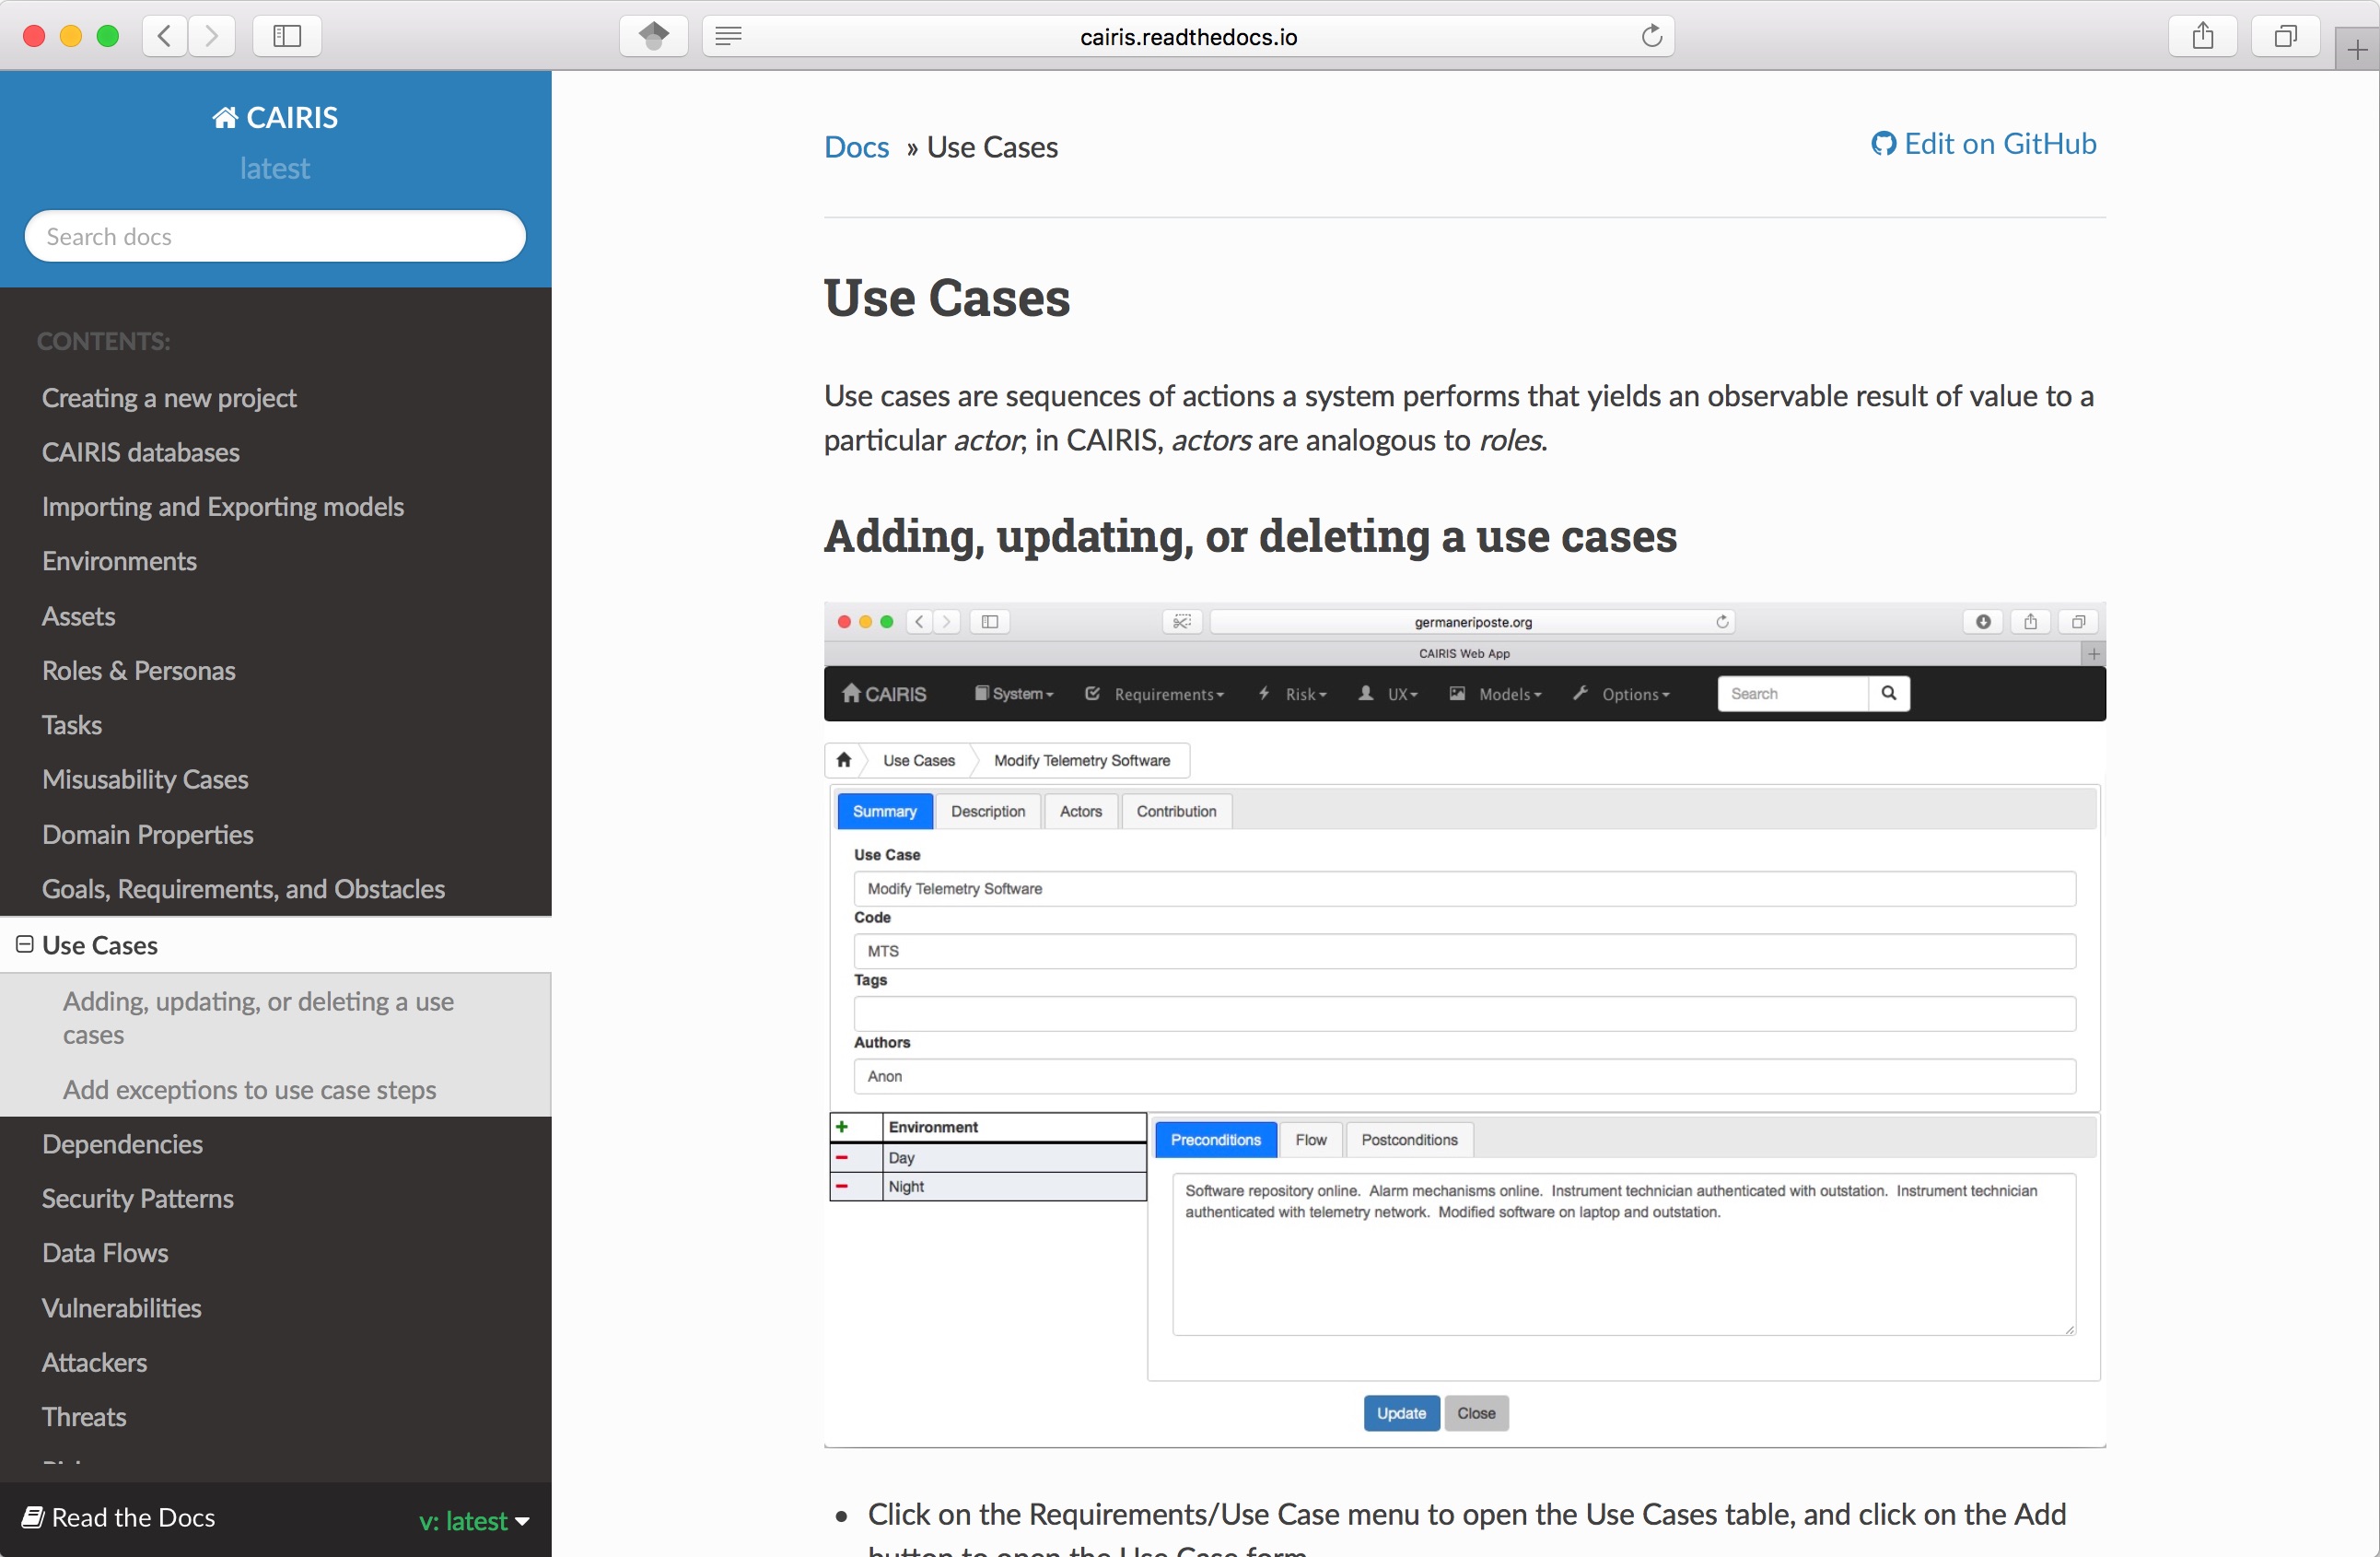 cairis.readthedocs.io
CAIRIS
latest
Search docs
CONTENTS:
Creating a new project
CAIRIS databases
Importing and Exporting models
Environments
Assets
Roles & Personas
Tasks
Misusability Cases
Domain Properties
Goals, Requirements, and Obstacles
Use Cases
Adding, updating, or deleting a use
cases
Add exceptions to use case steps
Dependencies
Security Patterns
Data Flows
Vulnerabilities
Attackers
Threats
Read the Docs
v: latest
Docs » Use Cases
Edit on GitHub
Use Cases
Use cases are sequences of actions a system performs that yields an observable result of value to a
particular actor; in CAIRIS, actors are analogous to roles.
Adding, updating, or deleting a use cases
germaneriposte.org
CAIRIS Web App
CAIRIS System Requirements Risk UX Models Options Search
Use Cases Modify Telemetry Software
Summary Description Actors Contribution
Use Case
Modify Telemetry Software
Code
MTS
Tags
Authors
Anon
Environment
Day
Night
Preconditions Flow Postconditions
Software repository online. Alarm mechanisms online. Instrument technician authenticated with outstation. Instrument technician
authenticated with telemetry network. Modified software on laptop and outstation.
Update Close
• Click on the Requirements/Use Case menu to open the Use Cases table, and click on the Add
button to open the Use Case form.